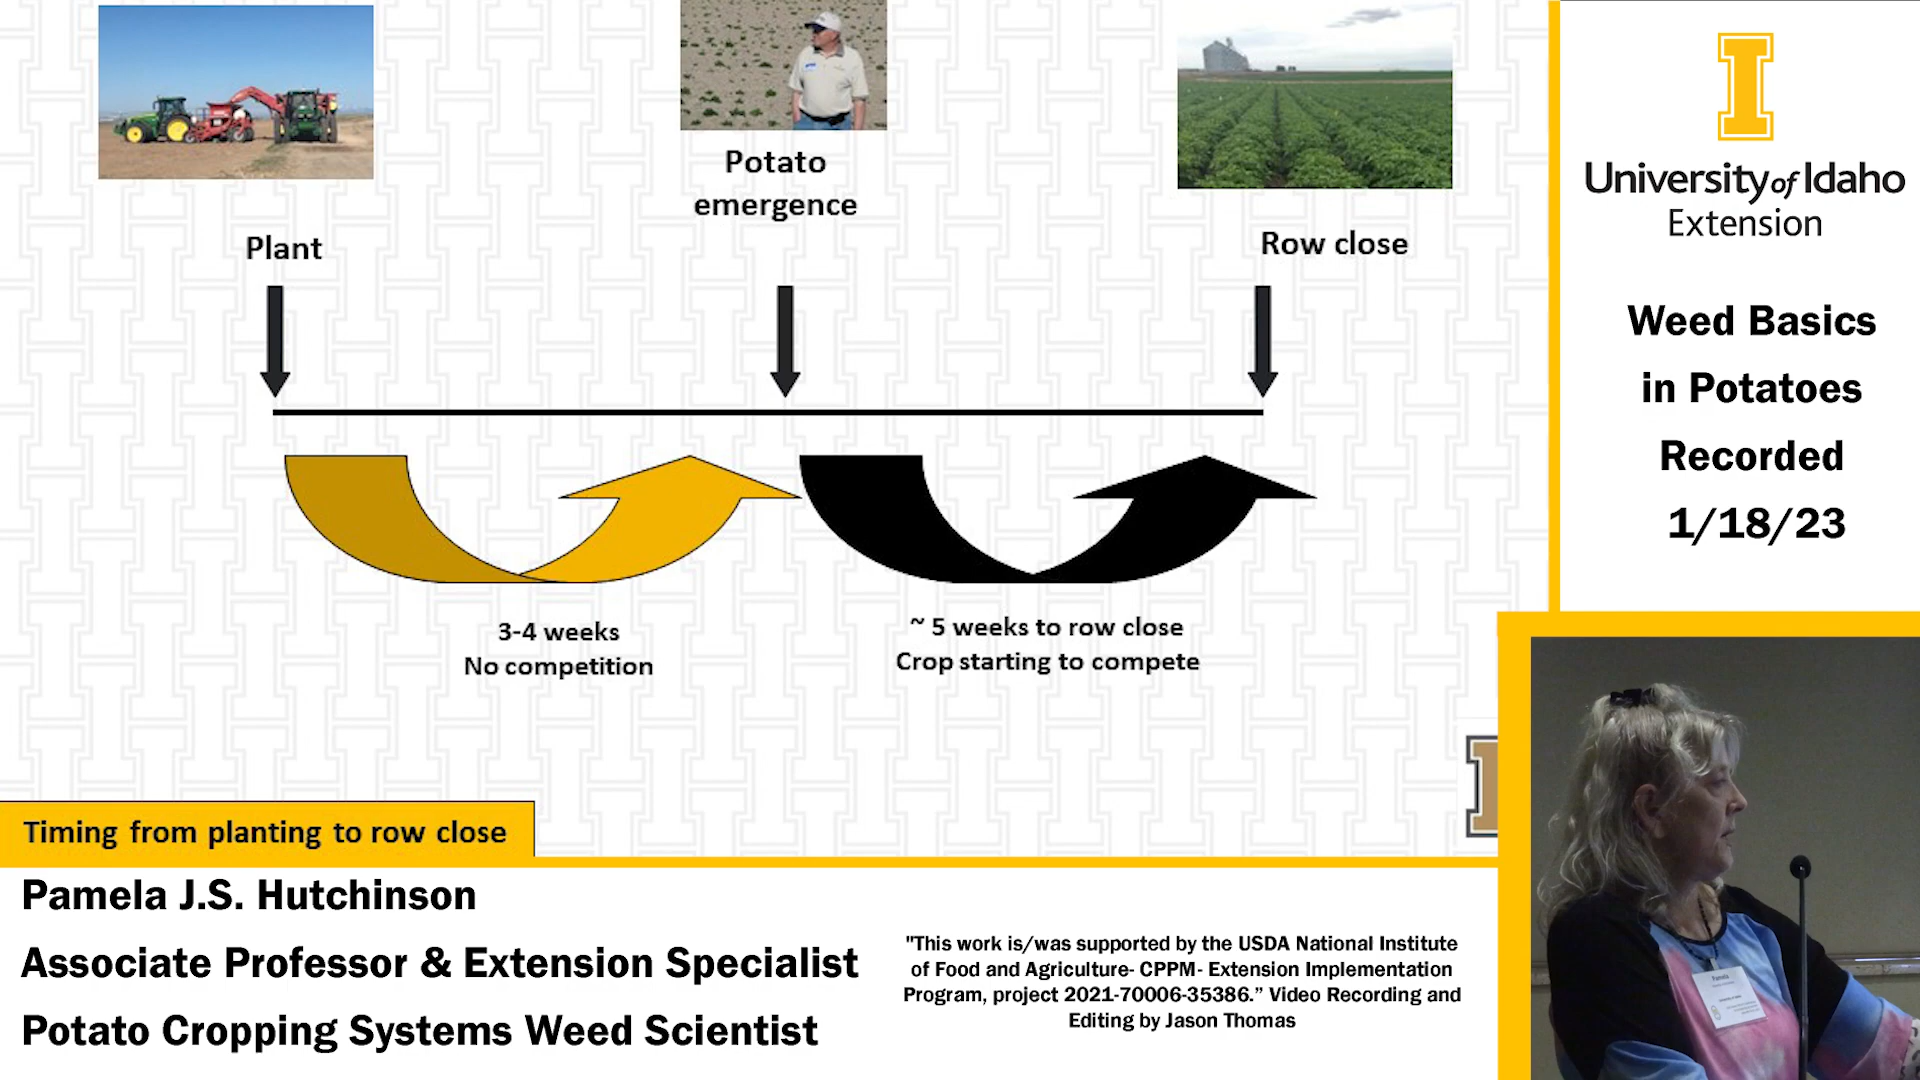 Potato
emergence
Plant
Row close
3-4 weeks
No competition
~ 5 weeks to row close
Crop starting to compete
Timing from planting to row close
University of Idaho
Extension
Weed Basics
in Potatoes
Recorded
1/18/23
Pamela J.S. Hutchinson
Associate Professor & Extension Specialist
Potato Cropping Systems Weed Scientist
"This work is/was supported by the USDA National Institute
of Food and Agriculture- CPPM- Extension Implementation
Program, project 2021-70006-35386.” Video Recording and
Editing by Jason Thomas
Pamela